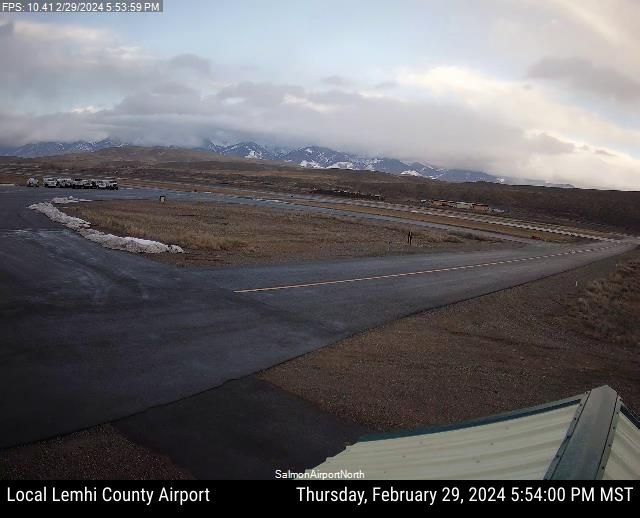 FPS: 10.41 2/29/2024 5:53:59 PM
SalmonAirportNorth
Local Lemhi County Airport
Thursday, February 29, 2024 5:54:00 PM MST